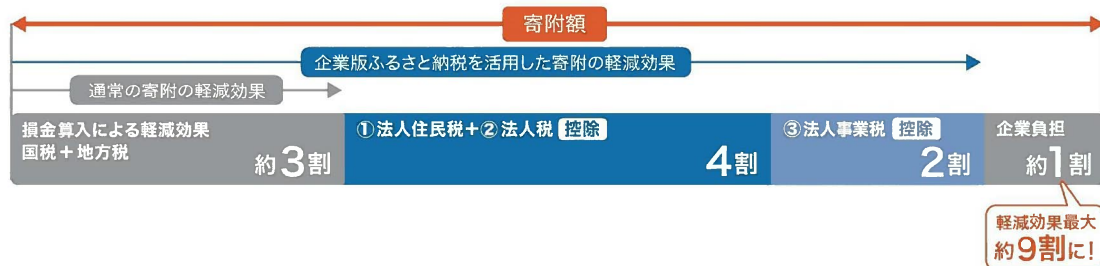 寄附額
企業版ふるさと納税を活用した寄附の軽減効果
通常の寄附の軽減効果
損金算入による軽減効果
国税＋地方税
約3割
①法人住民税＋②法人税 控除
4割
③法人事業税 控除
2割
企業負担
約1割
軽減効果最大
約9割に!